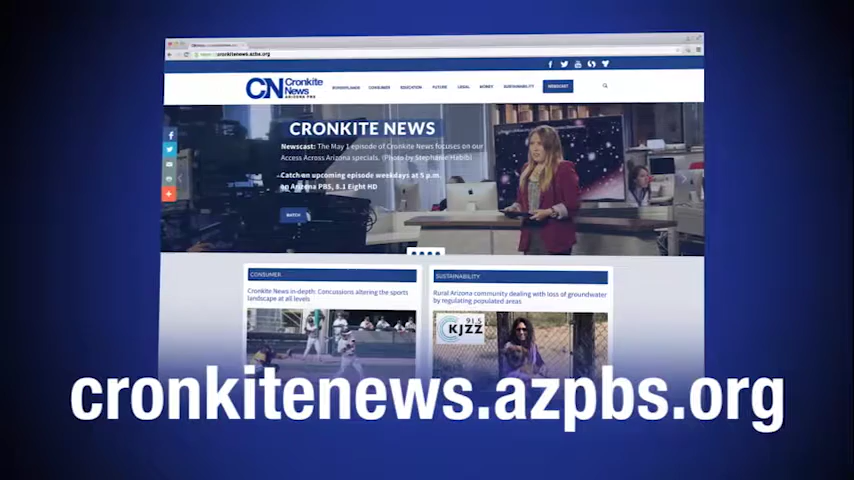 cronkitenews.azpbs.org
CN Cronkite News
ARIZONA PBS
BORDERLANDS CONSUMER EDUCATION FUTURE LEGAL MONEY SUSTAINABILITY NEWSCAST
CRONKITE NEWS
Newscast: The May 1 episode of Cronkite News focuses on our
Access Across Arizona specials. (Photo by Stephanie Habib)
Catch an upcoming episode weekdays at 5 p.m.
on Arizona PBS, 8.1 Eight HD
WATCH
CONSUMER
Cronkite News in-depth: Concussions altering the sports
landscape at all levels
SUSTAINABILITY
Rural Arizona community dealing with loss of groundwater
by regulating populated areas
91.5
KJZZ
cronkitenews.azpbs.org